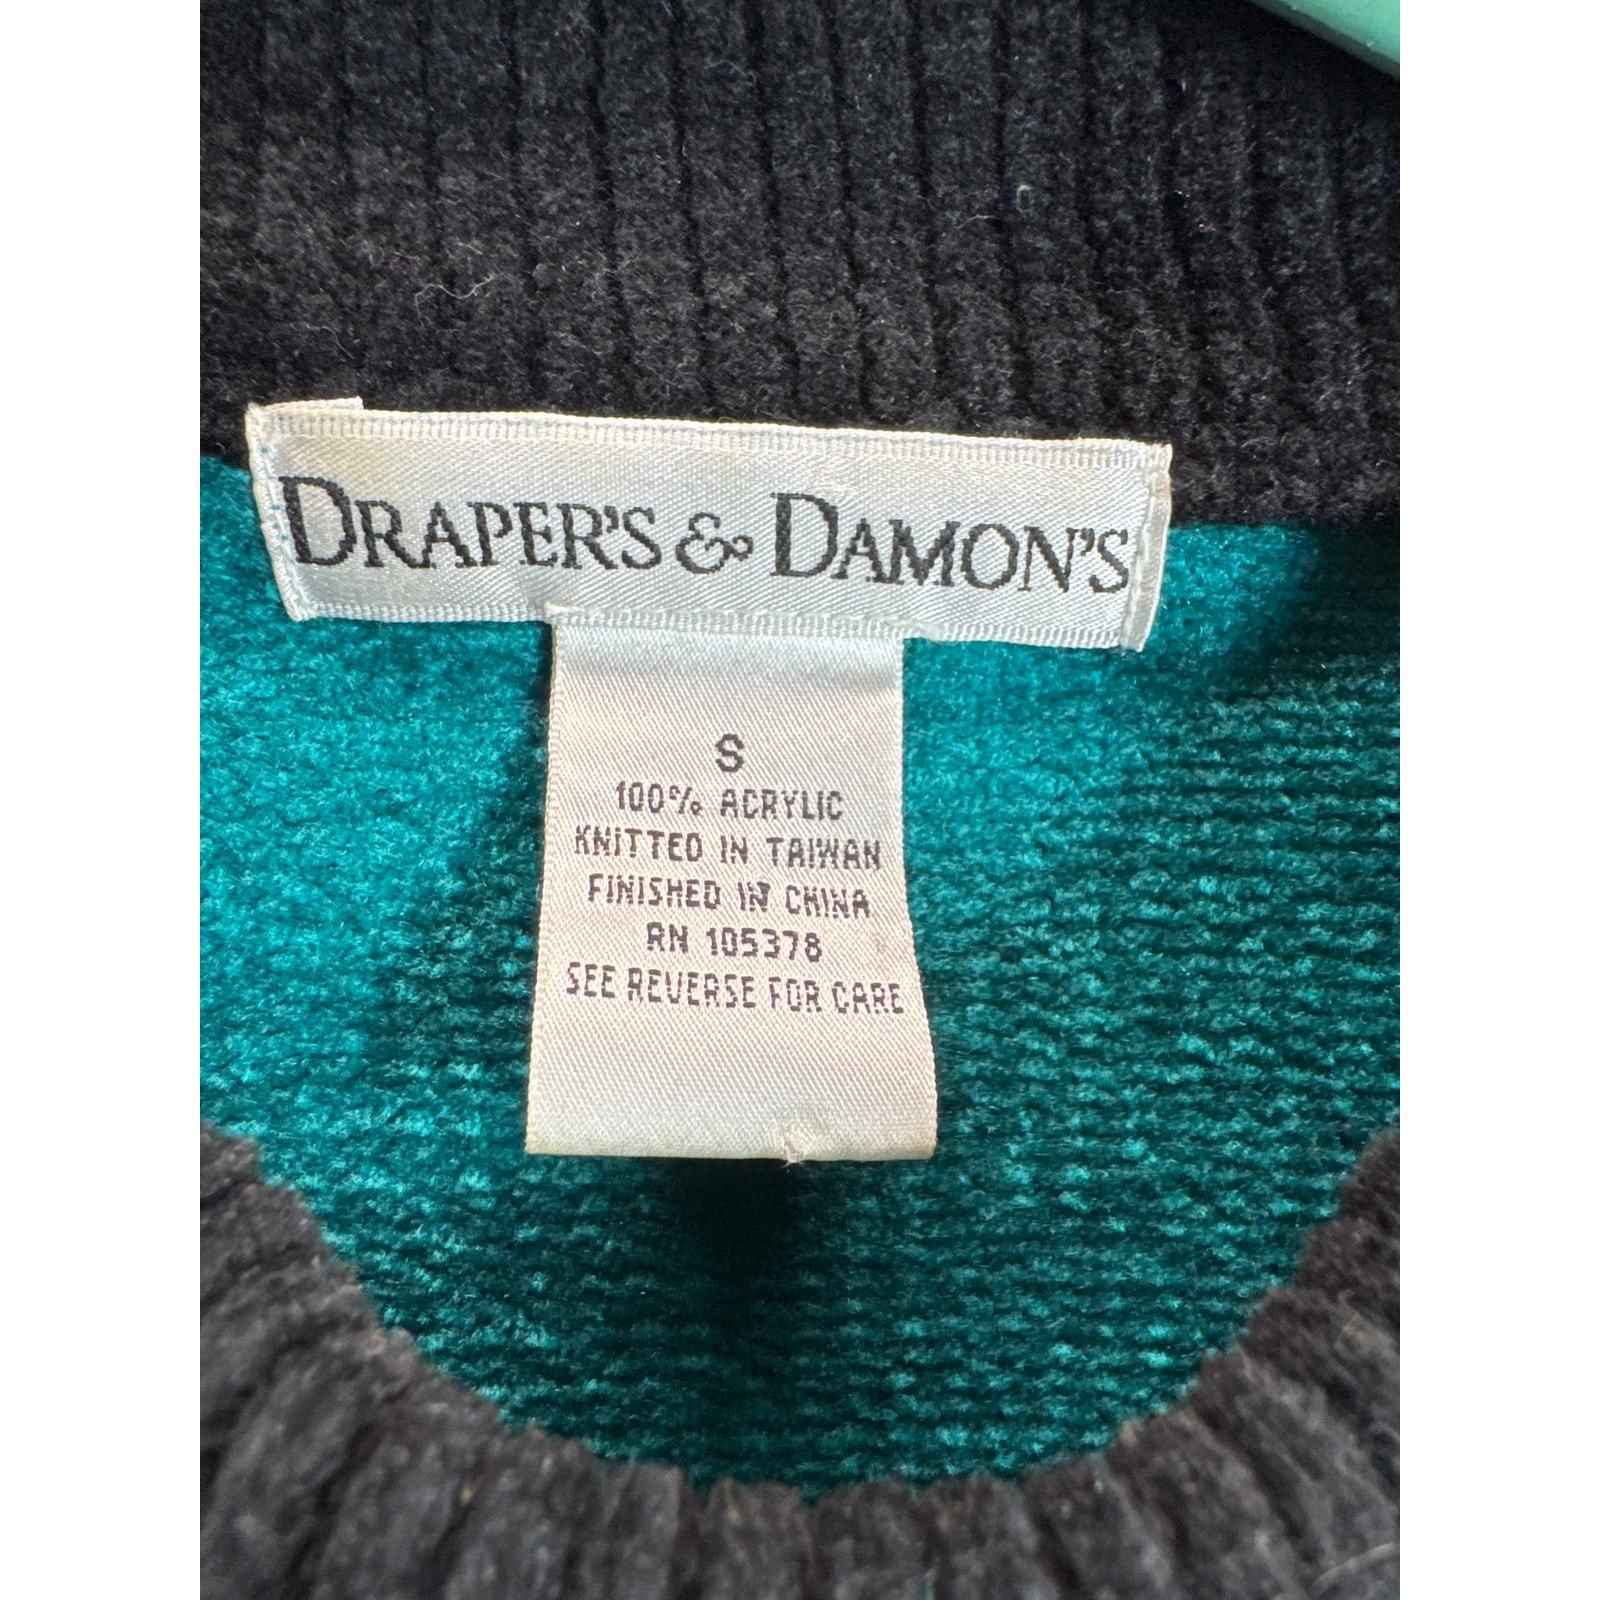 DRAPER'S & DAMON'S
S
100% ACRYLIC
KNITTED IN TAIWAN
FINISHED IN CHINA
RN 105378
SEE REVERSE FOR CARE